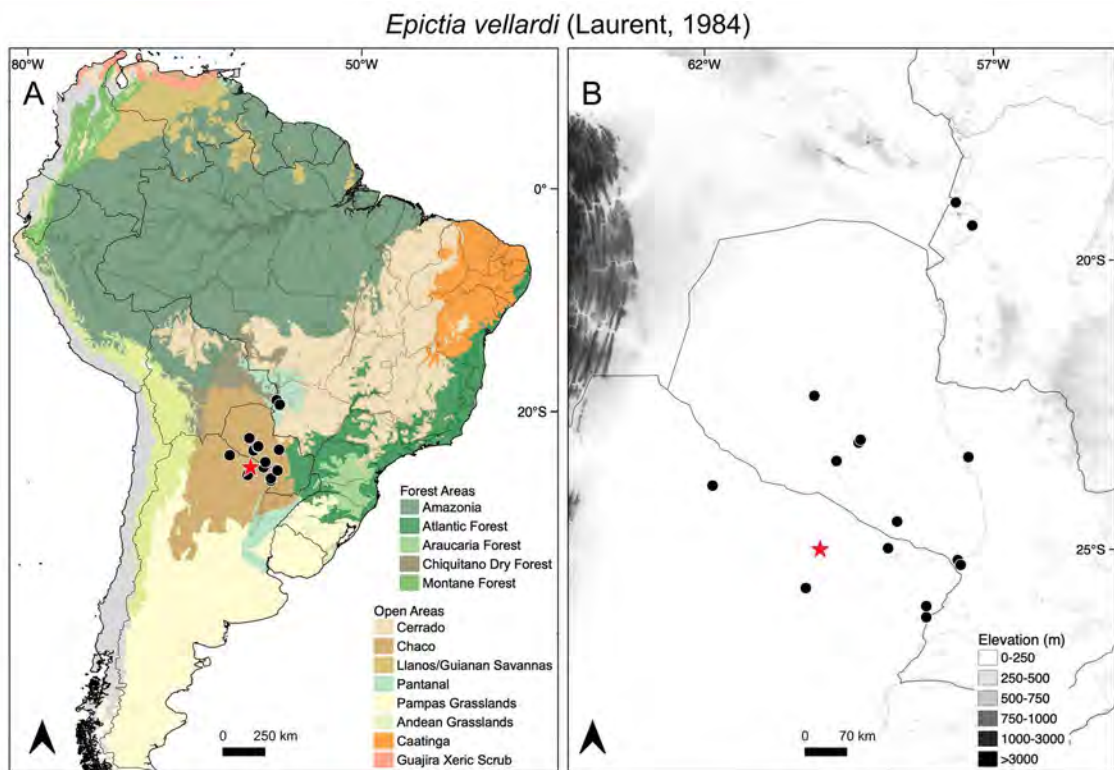 Epictia vellardi (Laurent, 1984)
80°W
50°W
A
0°
20°S
Forest Areas
Amazonia
Atlantic Forest
Araucaria Forest
Chiquitano Dry Forest
Montane Forest
Open Areas
Cerrado
Chaco
Llanos/Guianan Savannas
Pantanal
Pampas Grasslands
Andean Grasslands
Caatinga
Guajira Xeric Scrub
0 250 km
62°W
57°W
B
20°S
25°S
Elevation (m)
0-250
250-500
500-750
750-1000
1000-3000
>3000
0 70 km